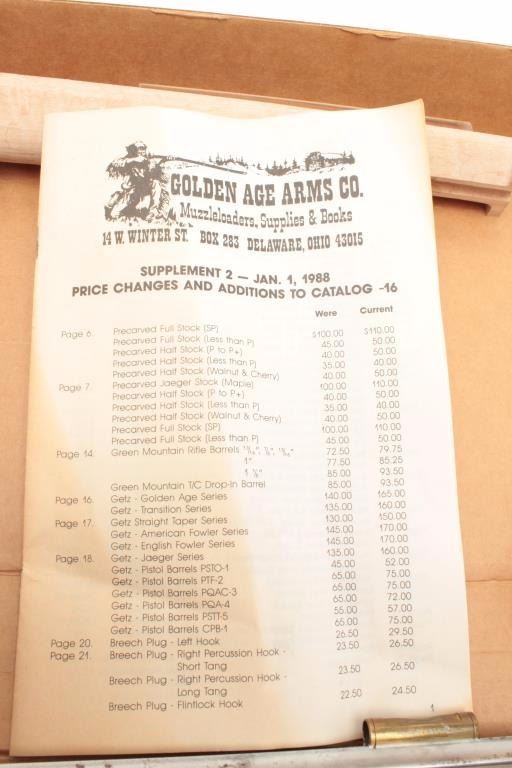 GOLDEN AGE ARMS CO.
Muzzleloaders, Supplies & Books
14 W. WINTER ST. BOX 283 DELAWARE, OHIO 43015
SUPPLEMENT 2 — JAN. 1, 1988
PRICE CHANGES AND ADDITIONS TO CATALOG -16
Were Current
Page 6. Precarved Full Stock (SP) $100.00 $110.00
Precarved Full Stock (Less than P) 45.00 50.00
Precarved Half Stock (P to P+) 40.00 50.00
Precarved Half Stock (Less than P) 35.00 40.00
Precarved Half Stock (Walnut & Cherry) 40.00 50.00
Page 7. Precarved Jaeger Stock (Maple) 100.00 110.00
Precarved Half Stock (P to P+) 40.00 50.00
Precarved Half Stock (Less than P) 35.00 40.00
Precarved Half Stock (Walnut & Cherry) 40.00 50.00
Precarved Full Stock (SP) 100.00 110.00
Precarved Full Stock (Less than P) 45.00 50.00
Page 14. Green Mountain Rifle Barrels 72.50 79.75
1" 77.50 85.25
1 ⅛" 85.00 93.50
Green Mountain T/C Drop-In Barrel 85.00 93.50
Page 16. Getz - Golden Age Series 140.00 165.00
Getz - Transition Series 135.00 160.00
Page 17. Getz Straight Taper Series 130.00 150.00
Getz - American Fowler Series 145.00 170.00
Getz - English Fowler Series 145.00 170.00
Page 18. Getz - Jaeger Series 135.00 160.00
Getz - Pistol Barrels PSTO-1 45.00 52.00
Getz - Pistol Barrels PTF-2 65.00 75.00
Getz - Pistol Barrels PQAC-3 65.00 75.00
Getz - Pistol Barrels PQA-4 65.00 72.00
Getz - Pistol Barrels PSTT-5 55.00 57.00
Getz - Pistol Barrels CPB-1 65.00 75.00
Page 20. Breech Plug - Left Hook 26.50 29.50
Page 21. Breech Plug - Right Percussion Hook - 23.50 26.50
Short Tang
Breech Plug - Right Percussion Hook - 23.50 26.50
Long Tang
Breech Plug - Flintlock Hook 22.50 24.50
1